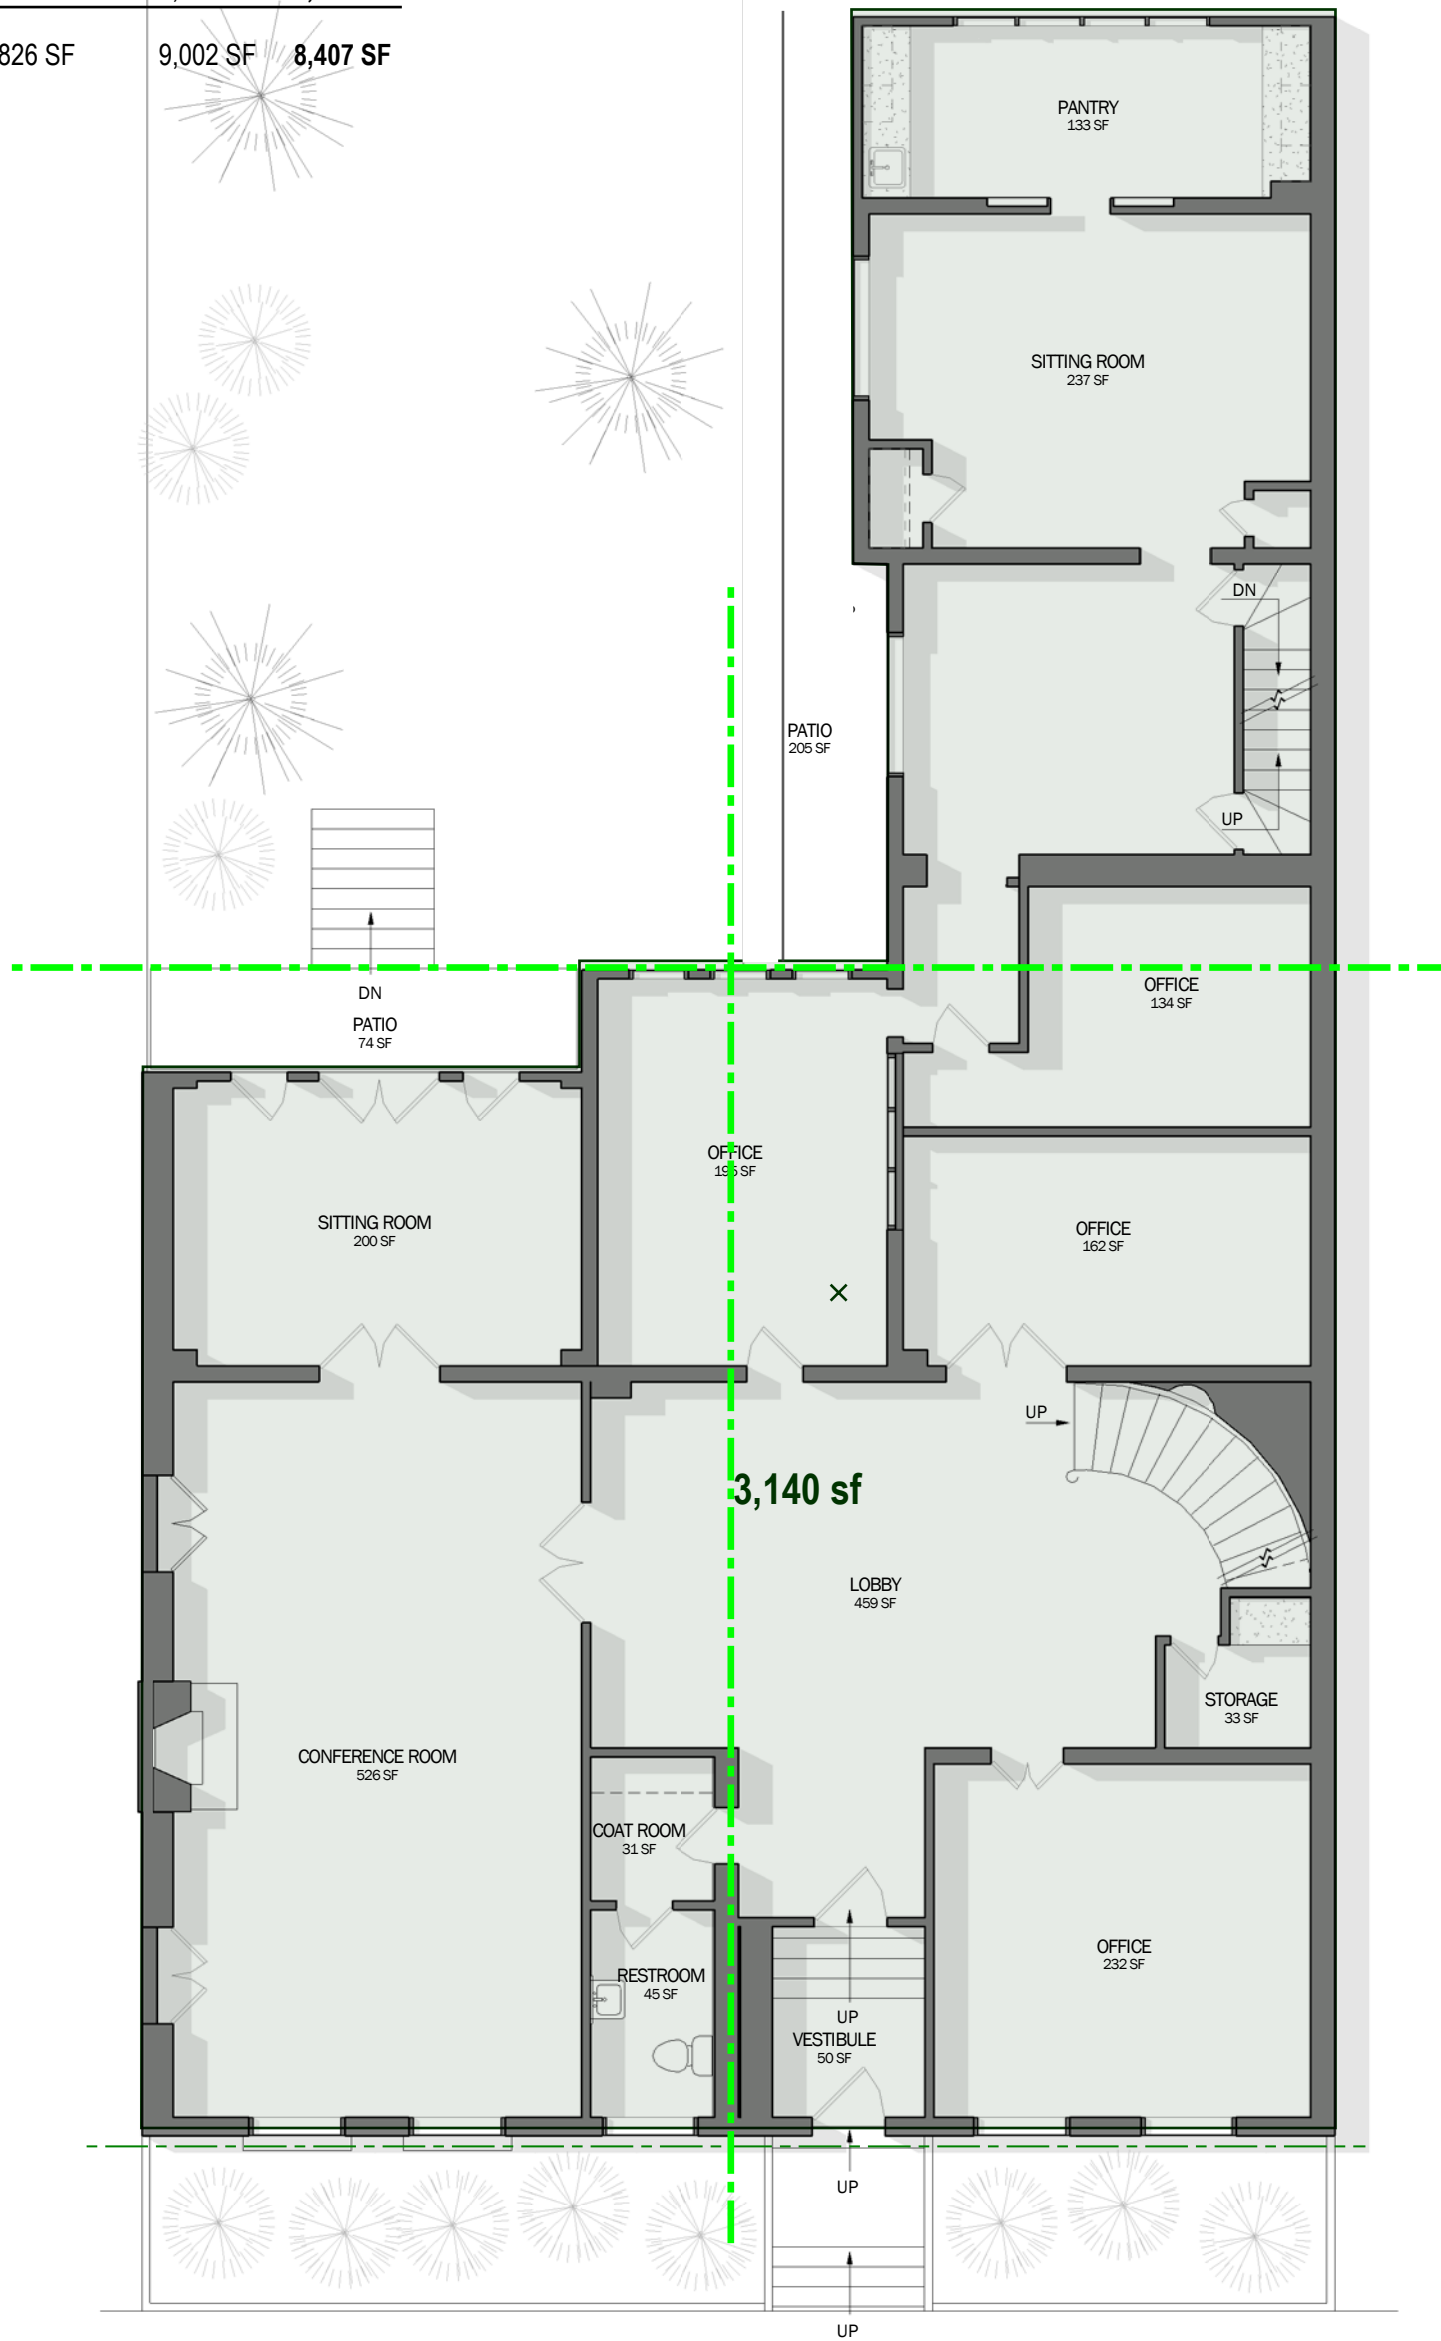 826 SF 9,002 SF 8,407 SF
PANTRY
133 SF
SITTING ROOM
237 SF
DN
PATIO
205 SF
UP
DN
PATIO
74 SF
OFFICE
134 SF
OFFICE
195 SF
SITTING ROOM
200 SF
OFFICE
162 SF
UP
3,140 sf
LOBBY
459 SF
STORAGE
33 SF
CONFERENCE ROOM
526 SF
COAT ROOM
31 SF
OFFICE
232 SF
RESTROOM
45 SF
UP
VESTIBULE
50 SF
UP
UP